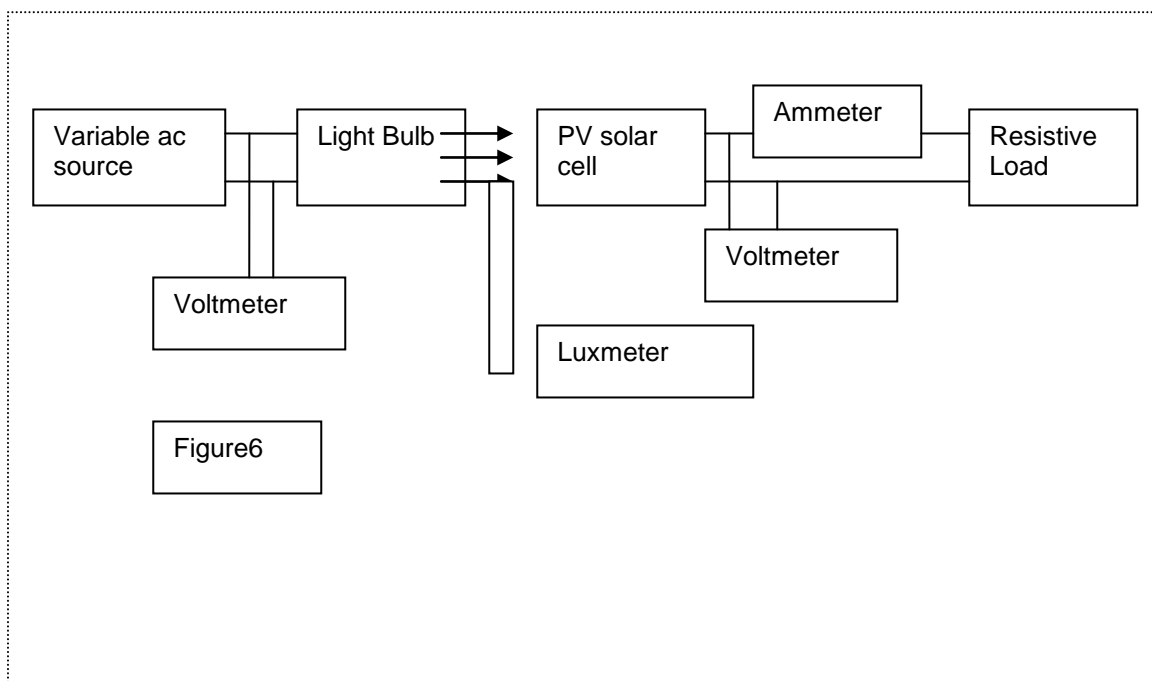 Variable ac
source
Light Bulb
PV solar
cell
Ammeter
Resistive
Load
Voltmeter
Voltmeter
Luxmeter
Figure6